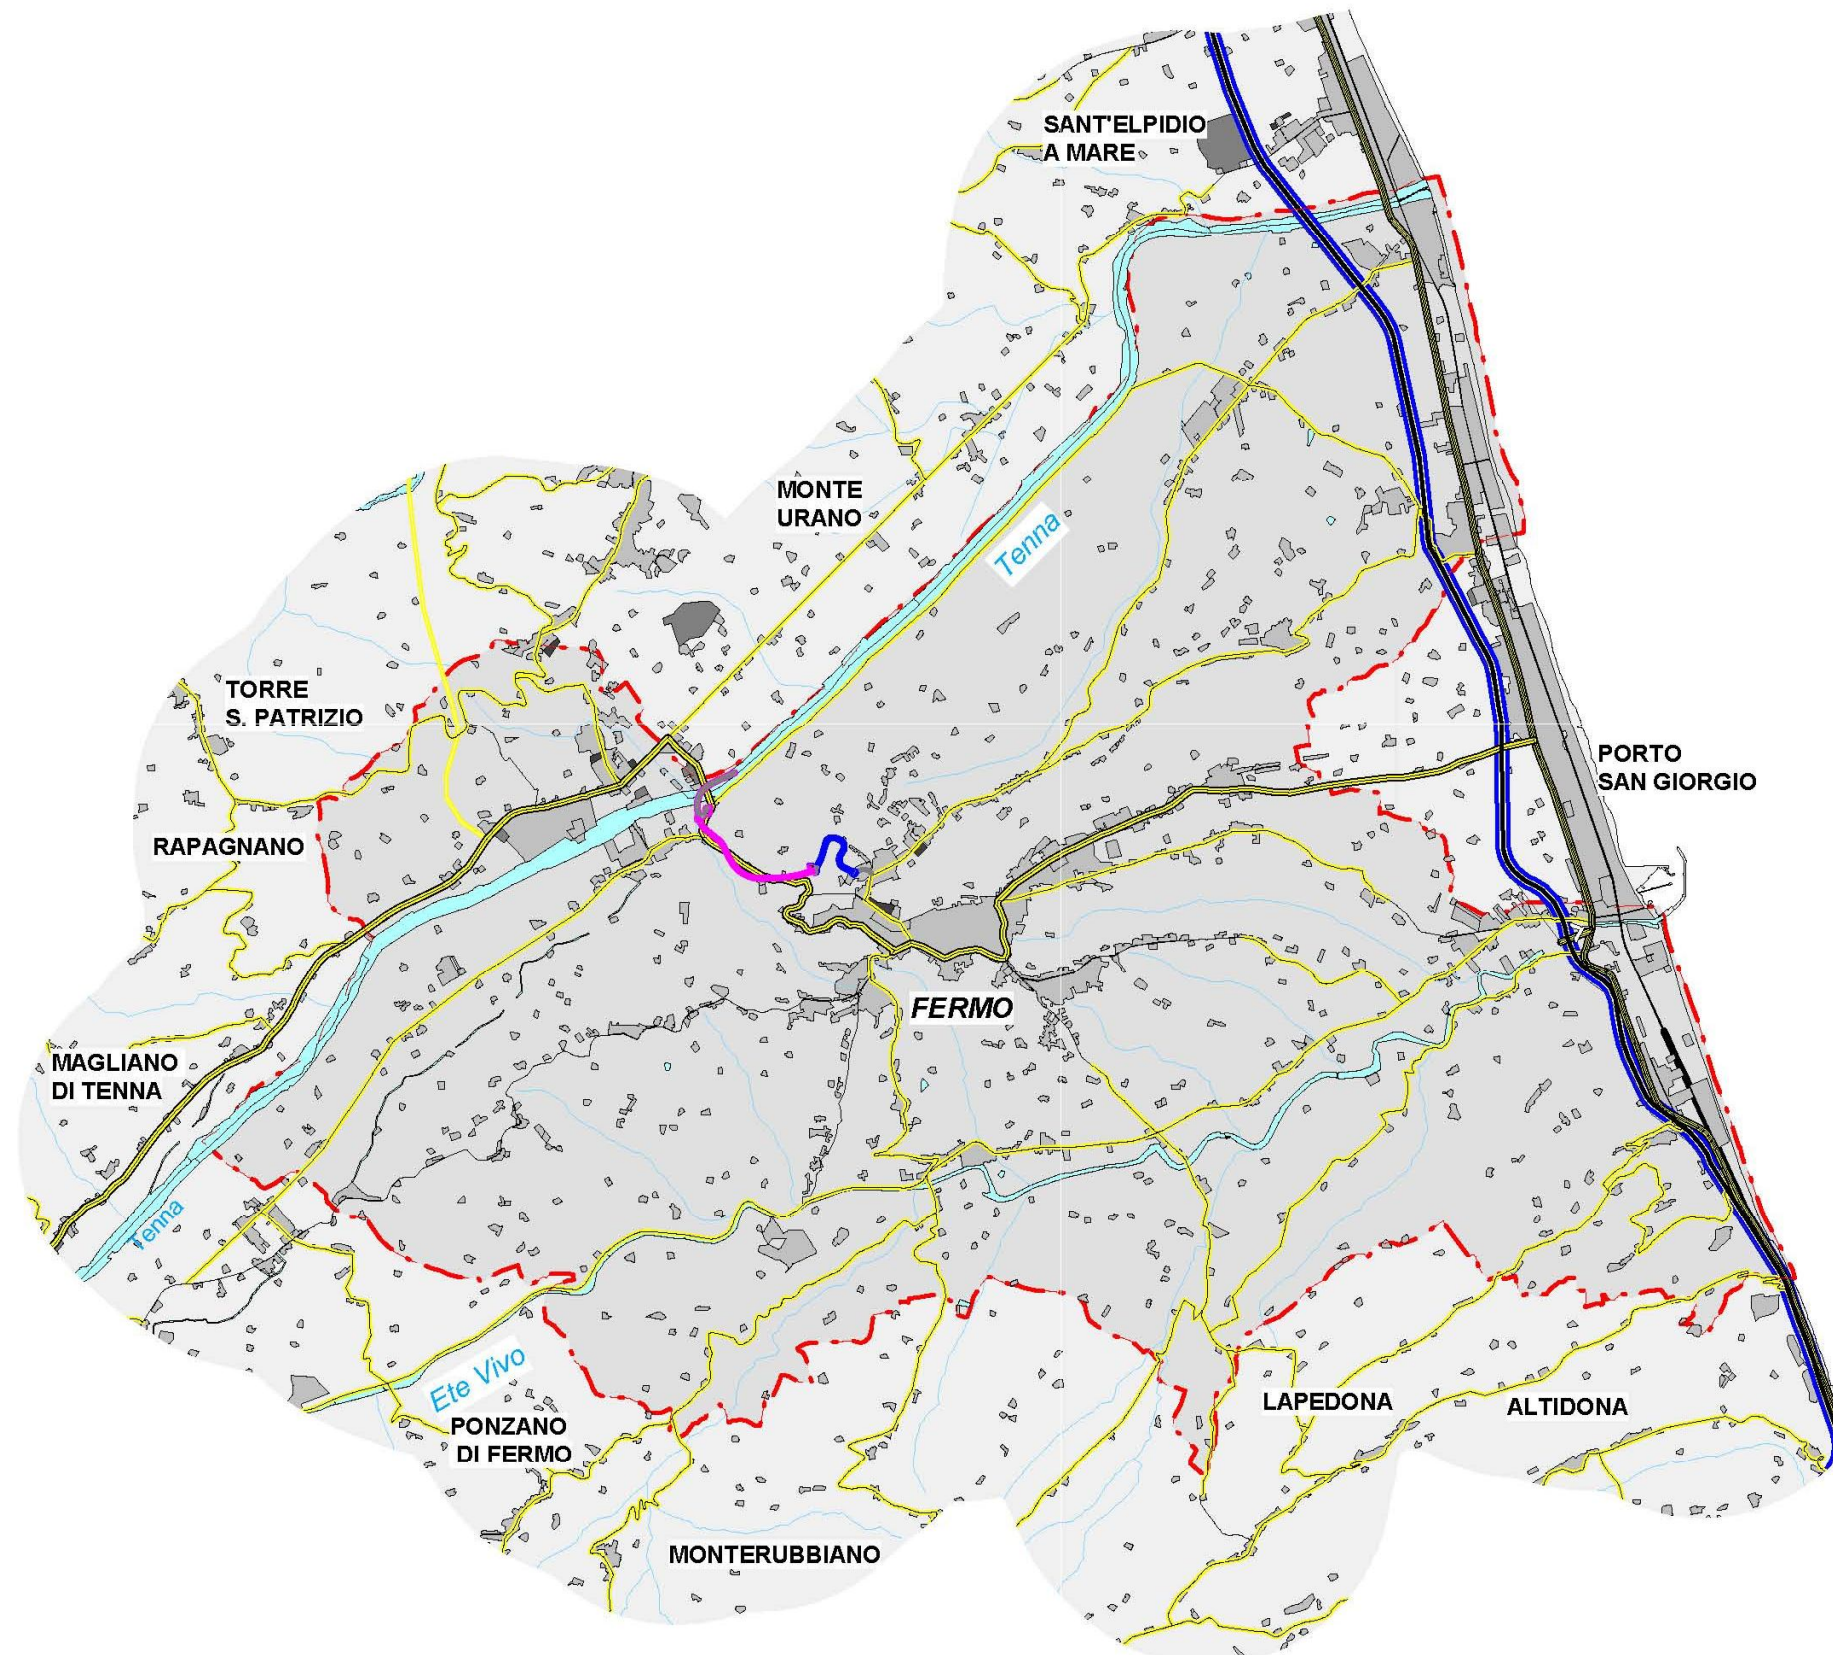 SANT'ELPIDIO
A MARE
MONTE
URANO
Tenna
TORRE
S. PATRIZIO
PORTO
SAN GIORGIO
RAPAGNANO
FERMO
MAGLIANO
DI TENNA
Tenna
Ete Vivo
LAPEDONA
ALTIDONA
PONZANO
DI FERMO
MONTERUBBIANO